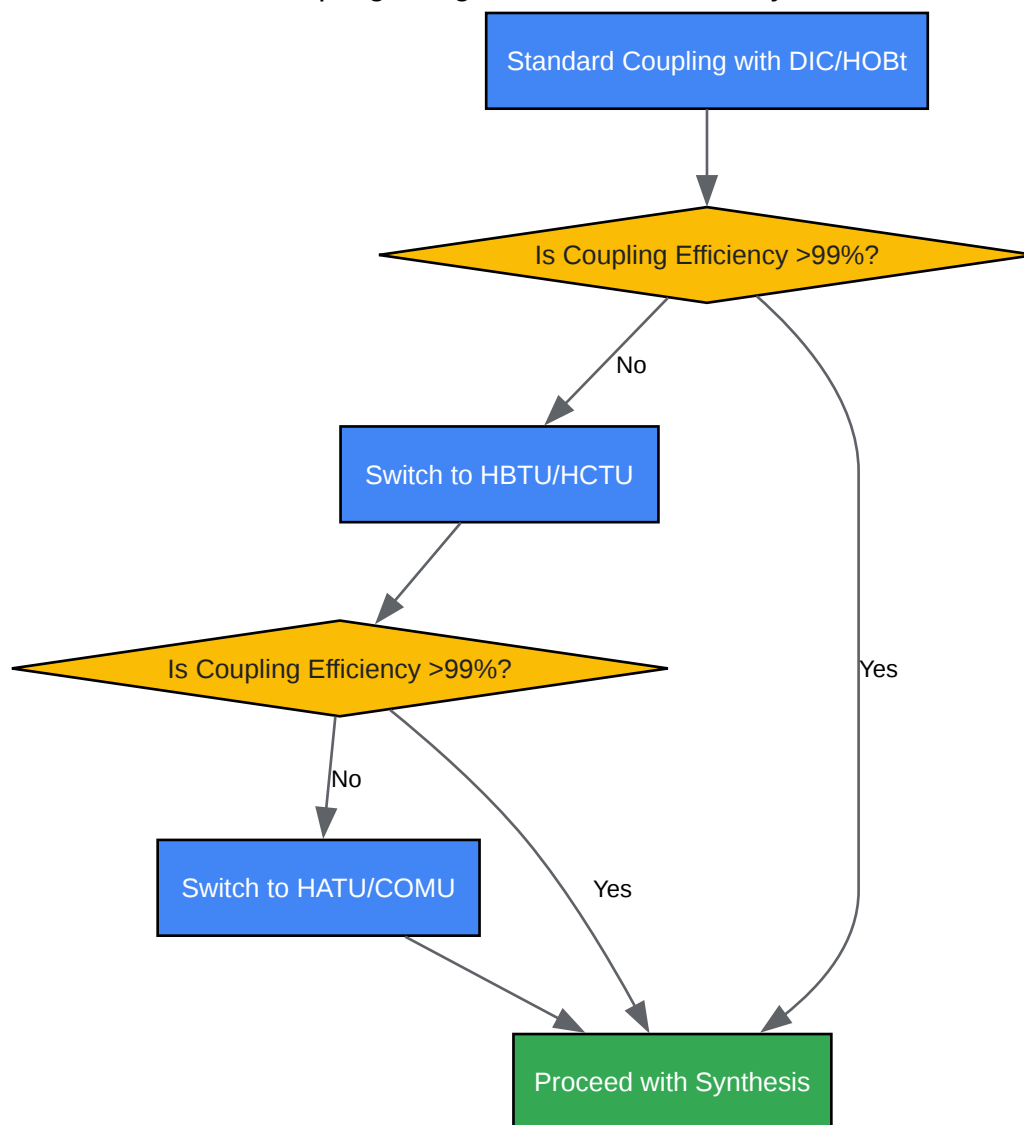 Standard Coupling with DIC/HOBt
Is Coupling Efficiency >99%?
No
Switch to HBTU/HCTU
Is Coupling Efficiency >99%?
Yes
No
Switch to HATU/COMU
Yes
Proceed with Synthesis